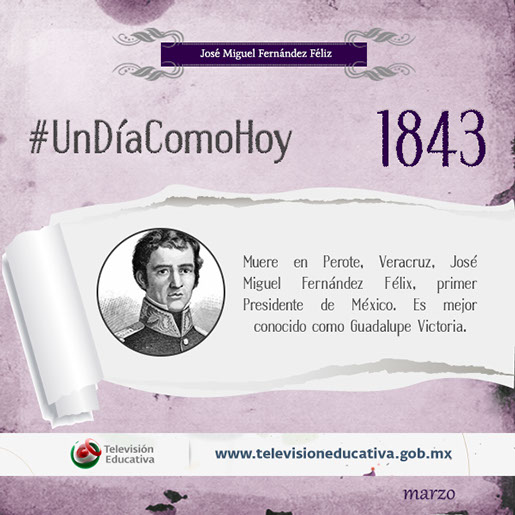 José Miguel Fernández Féliz
#UnDíaComoHoy
1843
Muere en Perote, Veracruz, José
Miguel Fernández Félix, primer
Presidente de México. Es mejor
conocido como Guadalupe Victoria.
Televisión
Educativa
www.televisioneducativa.gob.mx
marzo